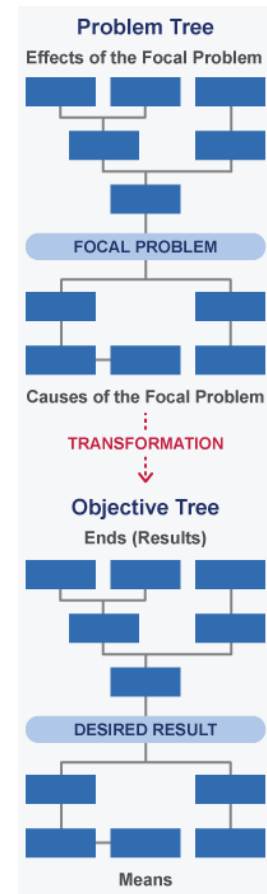 Problem Tree
Effects of the Focal Problem
FOCAL PROBLEM
Causes of the Focal Problem
TRANSFORMATION
Objective Tree
Ends (Results)
DESIRED RESULT
Means